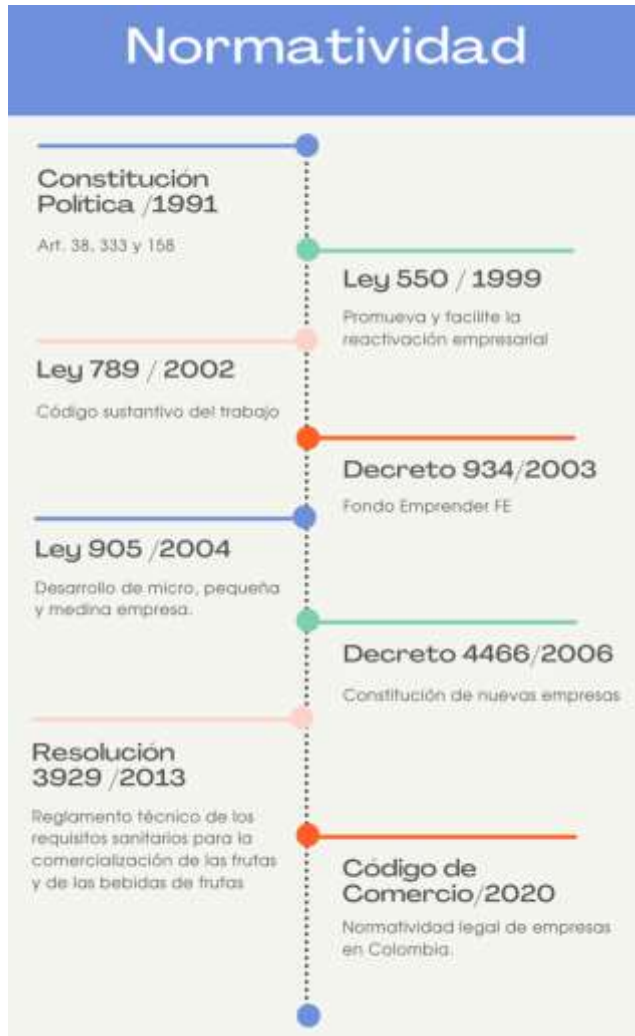 Normatividad
Constitución
Política /1991
Art. 38, 333 y 158
Ley 550 / 1999
Promueva y facilite la
reactivación empresarial
Ley 789 / 2002
Código sustantivo del trabajo
Decreto 934/2003
Fondo Emprender FE
Ley 905 /2004
Desarrollo de micro, pequeña
y medina empresa.
Decreto 4466/2006
Constitución de nuevas empresas
Resolución
3929 /2013
Reglamento técnico de los
requisitos sanitarios para la
comercialización de las frutas
y de las bebidas de frutas
Código de
Comercio/2020
Normatividad legal de empresas
en Colombia.